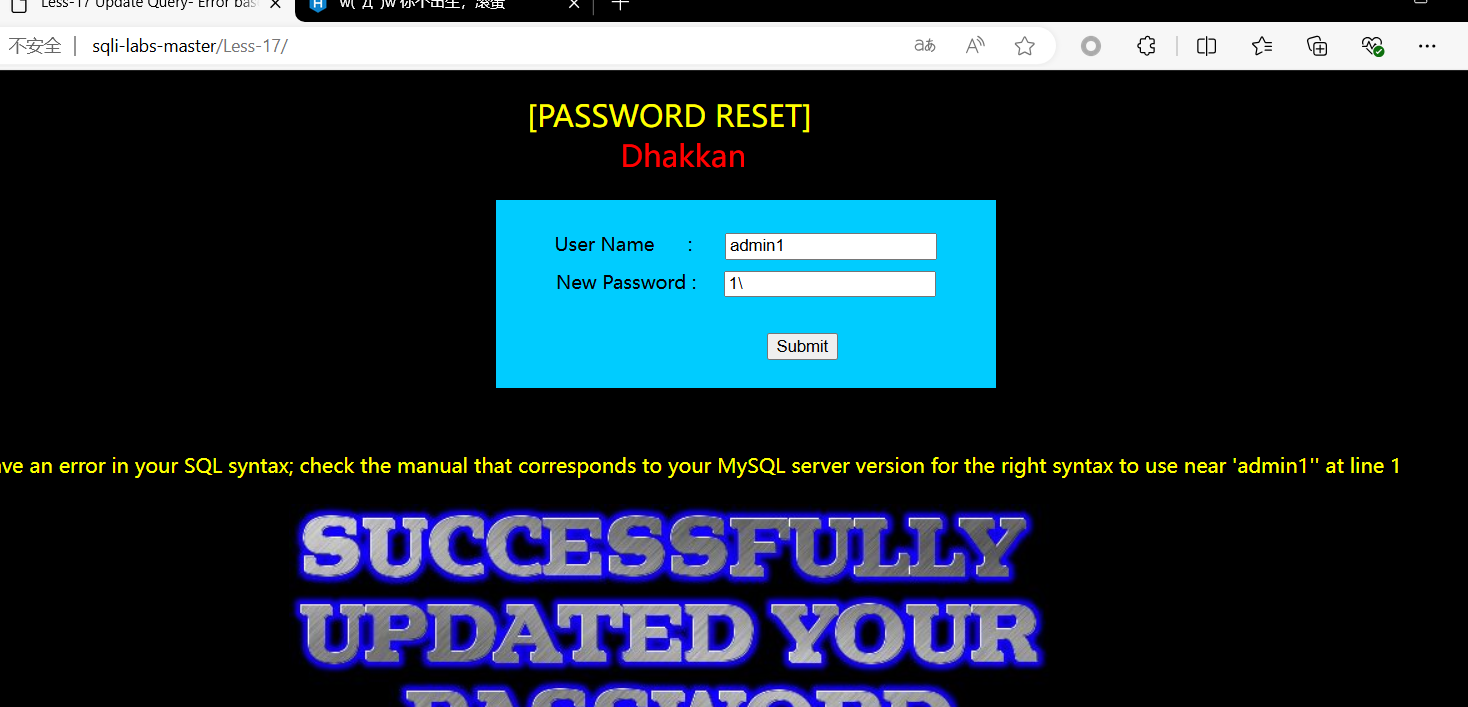 Less-17 Update Query- Error bas
w(ﾟДﾟ)w 你不出生，滚蛋
不安全 | sqli-labs-master/Less-17/
[PASSWORD RESET]
Dhakkan
User Name :
admin1
New Password :
1\
Submit
ve an error in your SQL syntax; check the manual that corresponds to your MySQL server version for the right syntax to use near 'admin1'' at line 1
SUCCESSFULLY
UPDATED YOUR
PASSWORD